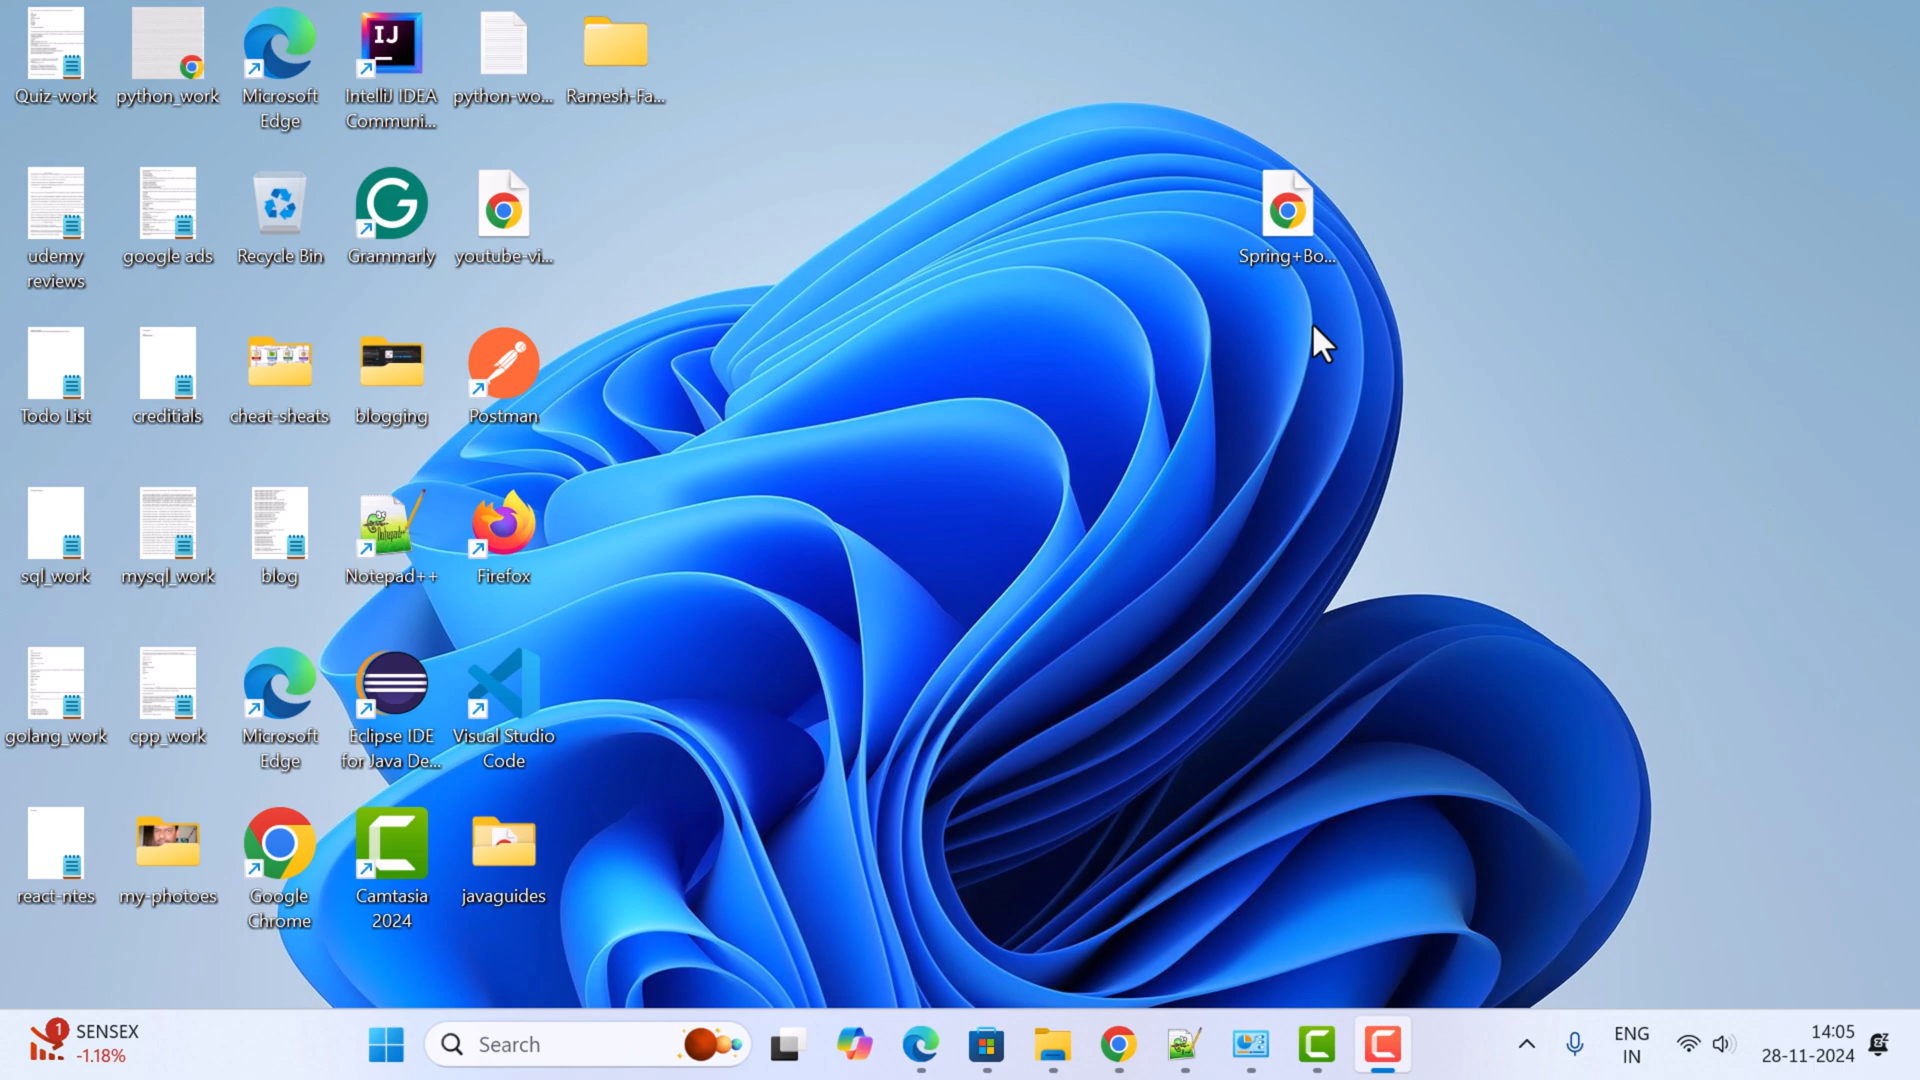 Quiz-work
python_work
Microsoft
Edge
IJ
IntelliJ IDEA
Communi...
python-wo...
Ramesh-Fa...
udemy
reviews
google ads
Recycle Bin
G
Grammarly
youtube-vi...
Spring+Bo...
Todo List
creditials
cheat-sheats
blogging
Postman
sql_work
mysql_work
blog
Notepad++
Firefox
golang_work
cpp_work
Microsoft
Edge
Eclipse IDE
for Java De...
Visual Studio
Code
react-ntes
my-photoes
Google
Chrome
Camtasia
2024
javaguides
1
SENSEX
-1.18%
Search
ENG
IN
14:05
28-11-2024